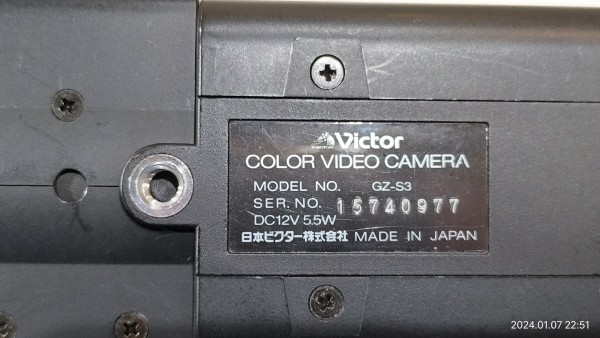 Victor
COLOR VIDEO CAMERA
MODEL NO. GZ-S3
SER. NO. 15740977
DC12V 5.5W
日本ビクター株式会社 MADE IN JAPAN
2024.01.07 22:51